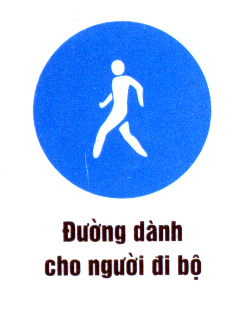 Đường dành
cho người đi bộ